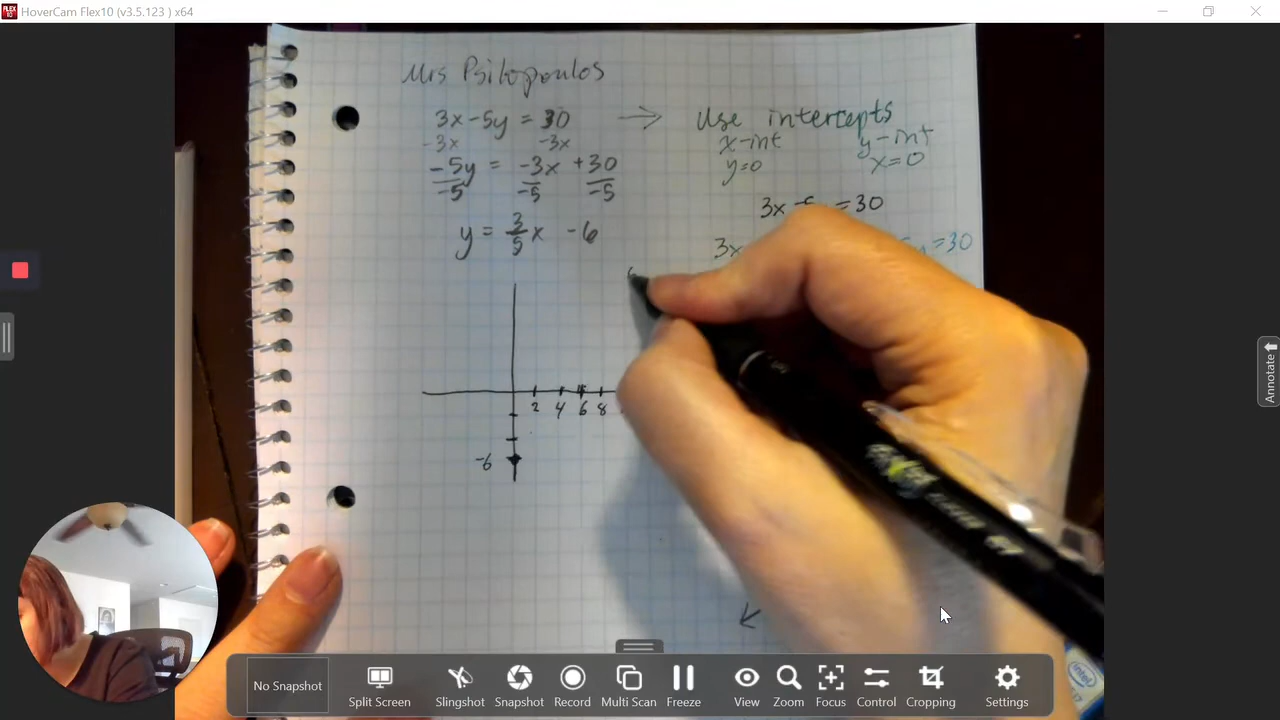 HoverCam Flex10 (v3.5.123 ) x64
Mrs Psilopoulos
3x-5y = 30 → Use intercepts
-3x -3x x-int y-int
y=0 x=0
-5y = -3x +30
-5 -5 -5
3x =30
y = 3/5 x -6
3x y=30
2 4 6 8
-6
Annotate
No Snapshot
Split Screen
Slingshot
Snapshot
Record
Multi Scan
Freeze
View
Zoom
Focus
Control
Cropping
Settings
intel